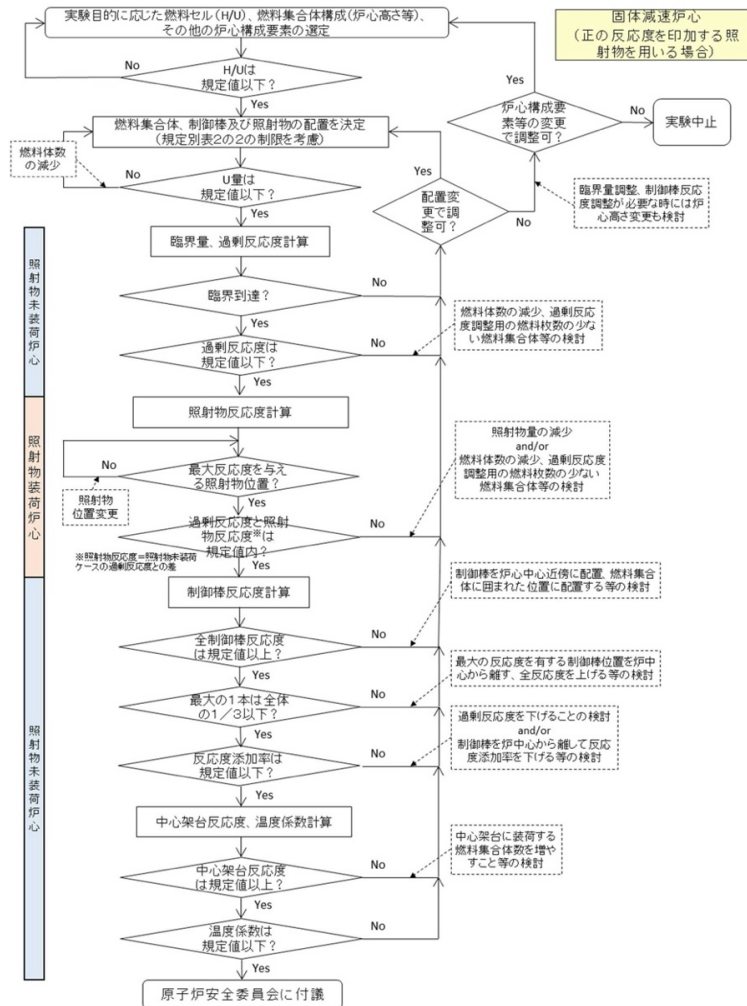 固体減速炉心
(正の反応度を印加する照
射物を用いる場合)
実験目的に応じた燃料セル(H/U)、燃料集合体構成(炉心高さ等)、
その他の炉心構成要素の選定
No
H/Uは
規定値以下？
Yes
燃料集合体、制御棒及び照射物の配置を決定
(規定別表2の2の制限を考慮)
燃料体数
の減少
No
U量は
規定値以下？
Yes
Yes
炉心構成
要素等の変更
で調整可？
No
実験中止
Yes
配置変
更で調
整可？
No
臨界量調整、制御棒反応
度調整が必要な時には炉
心高さ変更も検討
照射物未装荷炉心
臨界量、過剰反応度計算
臨界到達？
No
Yes
過剰反応度は
規定値以下？
No
燃料体数の減少、過剰反応
度調整用の燃料枚数の少な
い燃料集合体等の検討
Yes
照射物装荷炉心
照射物反応度計算
No
最大反応度を与え
る照射物位置？
照射物
位置変更
Yes
照射物量の減少
and/or
燃料体数の減少、過剰反応度
調整用の燃料枚数の少ない
燃料集合体等の検討
過剰反応度と照射
物反応度※は
規定値内？
No
※照射物反応度＝照射物未装荷
ケースの過剰反応度との差
Yes
照射物未装荷炉心
制御棒反応度計算
制御棒を炉心中心近傍に配置、燃料集合体
に囲まれた位置に配置する等の検討
全制御棒反応度
は規定値以上？
No
Yes
最大の反応度を有する制御棒位置を炉中
心から離す、全反応度を上げる等の検討
最大の1本は全体
の1／3以下？
No
Yes
過剰反応度を下げることの検討
and/or
制御棒を炉中心から離して反応
度添加率を下げる等の検討
反応度添加率は
規定値以下？
No
Yes
中心架台反応度、温度係数計算
中心架台に装荷する
燃料集合体数を増や
すこと等の検討
中心架台反応度
は規定値以上？
No
Yes
温度係数は
規定値以下？
No
Yes
原子炉安全委員会に付議